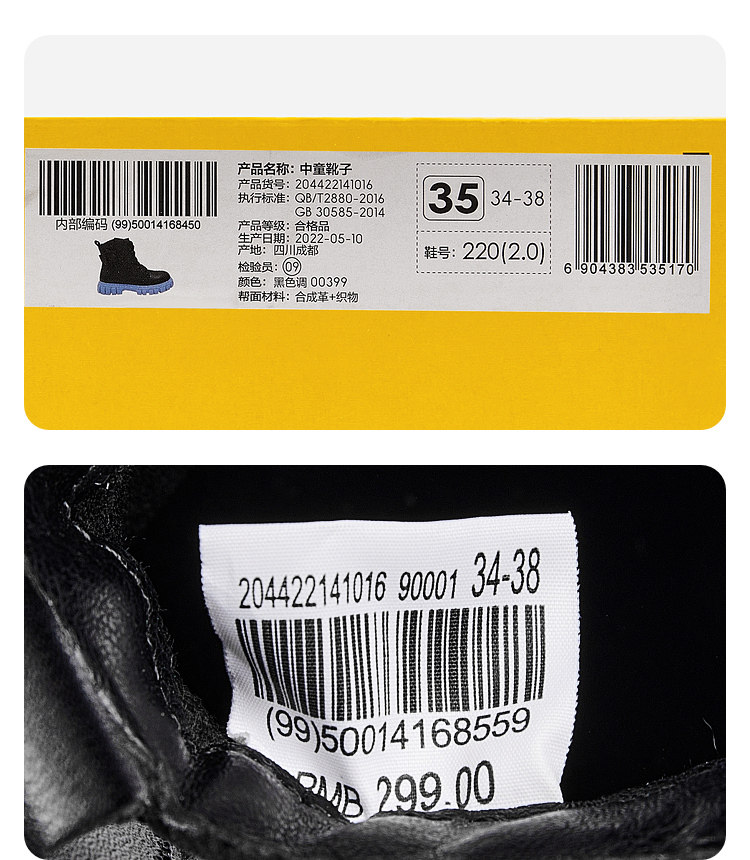 内部编码 (99)50014168450
产品名称：中童靴子
产品货号：204422141016
执行标准：QB/T2880-2016
GB 30585-2014
产品等级：合格品
生产日期：2022-05-10
产地：四川成都
检验员：09
颜色：黑色调 00399
帮面材料：合成革+织物
35 34-38
鞋号：220(2.0)
6 904383 535170
204422141016 90001 34-38
(99)50014168559
RMB 299.00